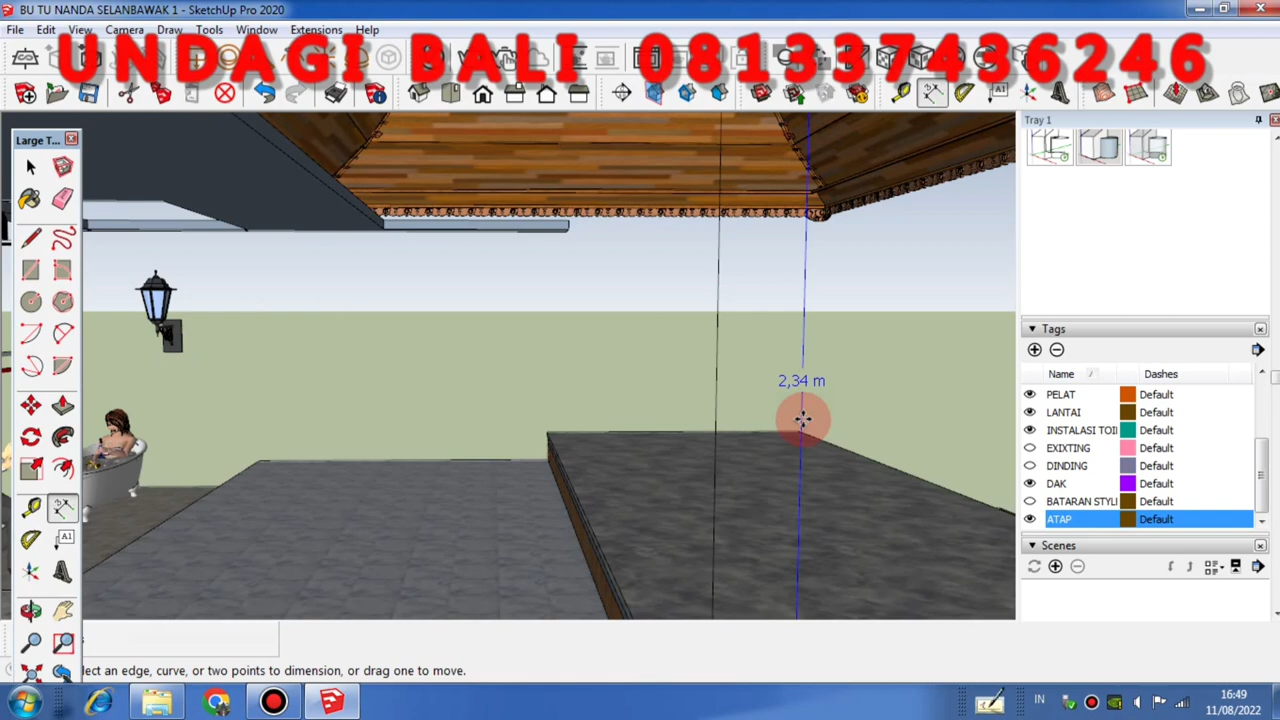 BU TU NANDA SELANBAWAK 1 - SketchUp Pro 2020
File Edit View Camera Draw Tools Window Extensions Help
UNDAGI BALI 081337436246
Tray 1
Large T...
A1
Tags
Name Dashes
PELAT Default
LANTAI Default
INSTALASI TOI Default
EXIXTING Default
DINDING Default
DAK Default
BATARAN STYL Default
ATAP Default
2,34 m
A1
Scenes
lect an edge, curve, or two points to dimension, or drag one to move.
IN
16:49
11/08/2022